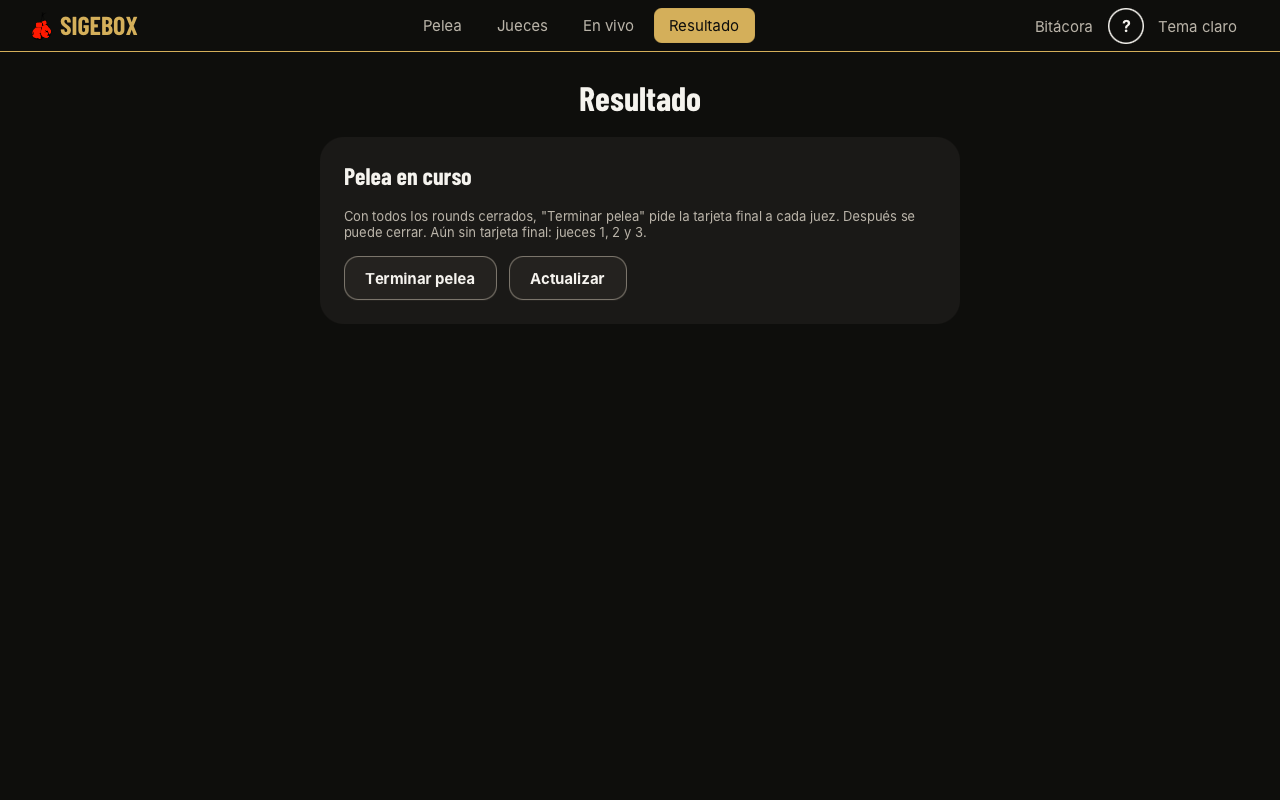 SIGEBOX
Pelea
Jueces
En vivo
Resultado
Bitácora
?
Tema claro
Resultado
Pelea en curso
Con todos los rounds cerrados, "Terminar pelea" pide la tarjeta final a cada juez. Después se
puede cerrar. Aún sin tarjeta final: jueces 1, 2 y 3.
Terminar pelea
Actualizar